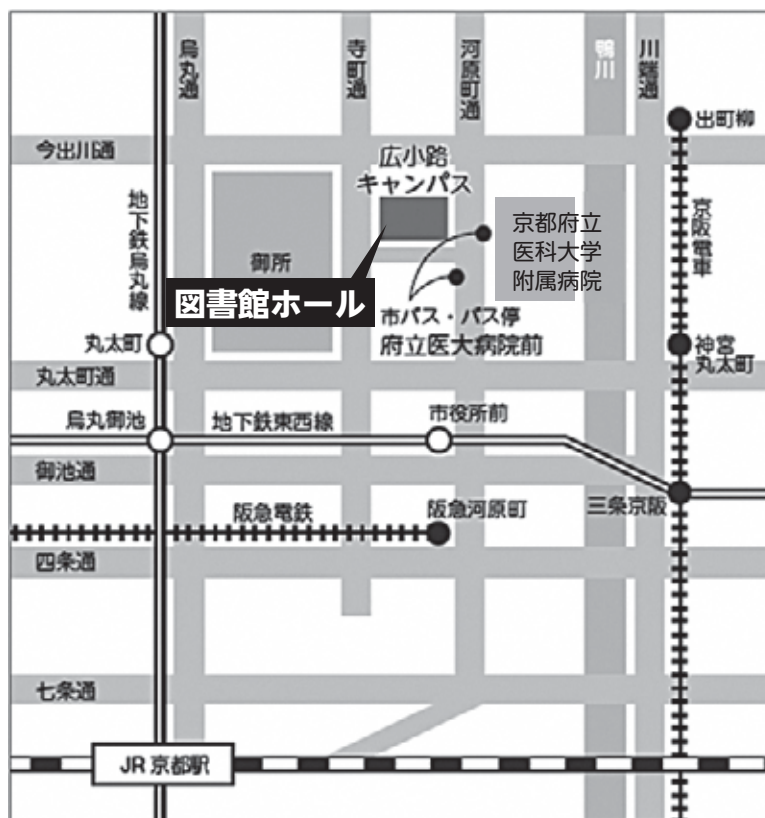 烏丸通
寺町通
河原町通
鴨川
川端通
出町柳
今出川通
広小路
キャンパス
地下鉄烏丸線
京都府立
医科大学
附属病院
京阪電車
御所
図書館ホール
市バス・バス停
府立医大病院前
丸太町
神宮
丸太町
丸太町通
烏丸御池
地下鉄東西線
市役所前
御池通
三条京阪
阪急電鉄
阪急河原町
四条通
七条通
JR 京都駅